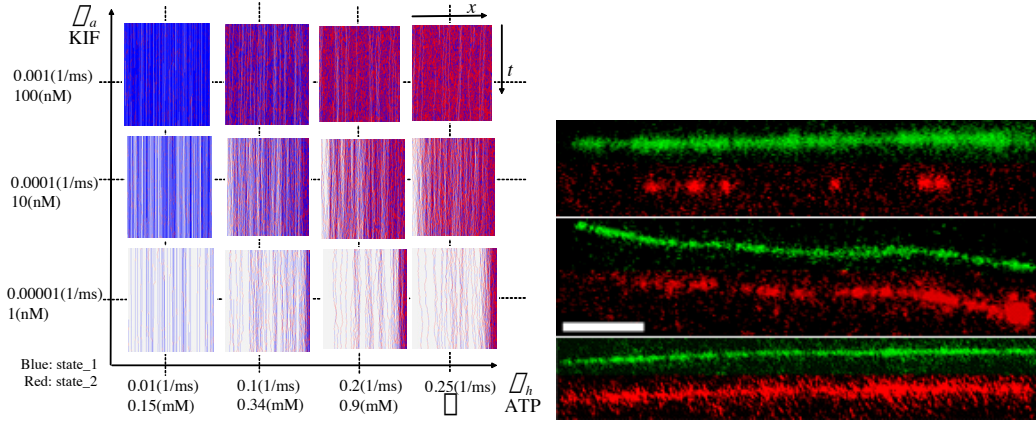 ▯a
KIF
x
t
0.001(1/ms)
100(nM)
0.0001(1/ms)
10(nM)
0.00001(1/ms)
1(nM)
Blue: state_1
Red: state_2
0.01(1/ms) 0.1(1/ms) 0.2(1/ms) 0.25(1/ms) ▯h
0.15(mM) 0.34(mM) 0.9(mM) ▯ ATP